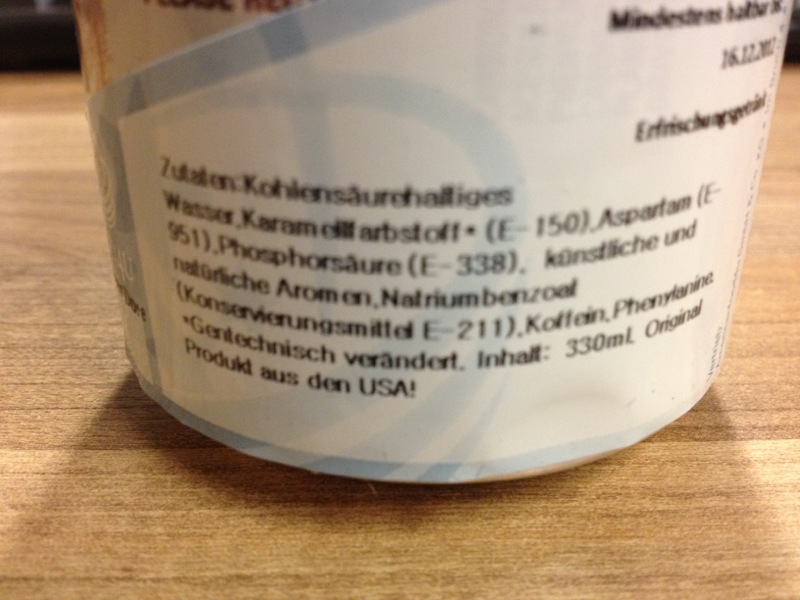 PLEASE
Mindestens haltbar bis:
16.12.2012
Erfrischungsgetränk
Zutaten:Kohlensäurehaltiges
Wasser,Karamellfarbstoff* (E-150),Aspartam (E-
951),Phosphorsäure (E-338), künstliche und
natürliche Aromen,Natriumbenzoat
(Konservierungsmittel E-211),Koffein,Phenylanine.
*Gentechnisch verändert. Inhalt: 330ml. Original
Produkt aus den USA!